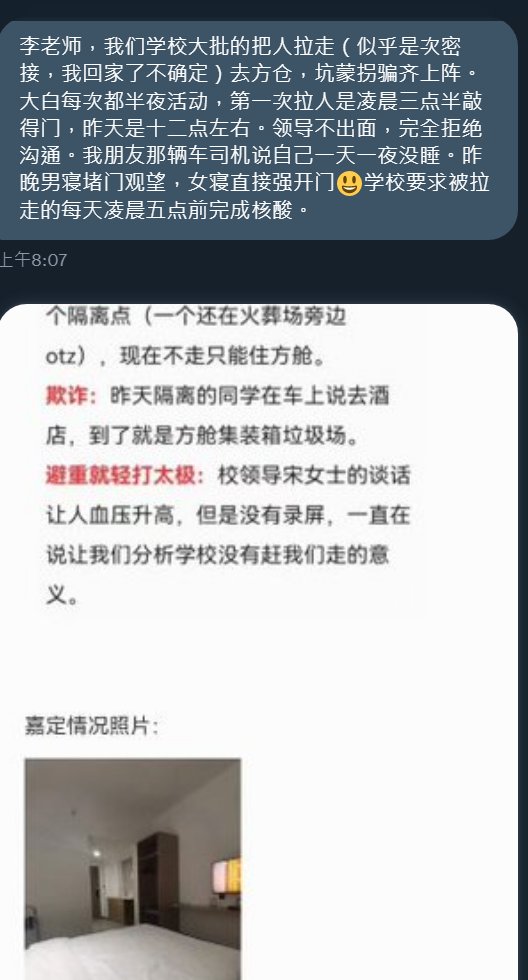 李老师，我们学校大批的把人拉走（似乎是次密
接，我回家了不确定）去方仓，坑蒙拐骗齐上阵。
大白每次都半夜活动，第一次拉人是凌晨三点半敲
得门，昨天是十二点左右。领导不出面，完全拒绝
沟通。我朋友那辆车司机说自己一天一夜没睡。昨
晚男寝堵门观望，女寝直接强开门😃学校要求被拉
走的每天凌晨五点前完成核酸。
上午8:07
个隔离点（一个还在火葬场旁边
otz），现在不走只能住方舱。
欺诈：昨天隔离的同学在车上说去酒
店，到了就是方舱集装箱垃圾场。
避重就轻打太极：校领导宋女士的谈话
让人血压升高，但是没有录屏，一直在
说让我们分析学校没有赶我们走的意
义。
嘉定情况照片：